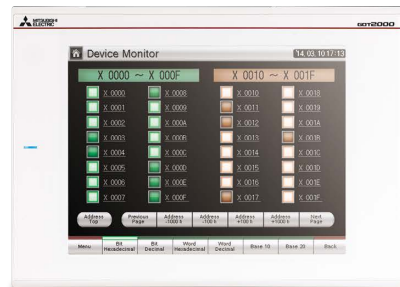 MITSUBISHI ELECTRIC
GOT2000
Device Monitor
14, 03. 10 17:13
X 0000 ~ X 000F
X 0010 ~ X 001F
X 0000 X 0008 X 0010 X 0018
X 0001 X 0009 X 0011 X 0019
X 0002 X 000A X 0012 X 001A
X 0003 X 000B X 0013 X 001B
X 0004 X 000C X 0014 X 001C
X 0005 X 000D X 0015 X 001D
X 0006 X 000E X 0016 X 001E
X 0007 X 000F X 0017 X 001F
Address Top
Previous Page
Address -1000 h
Address -100 h
Address +100 h
Address +1000 h
Next Page
Menu
Bit Hexadecimal
Bit Decimal
Word Hexadecimal
Word Decimal
Base 10
Base 20
Back